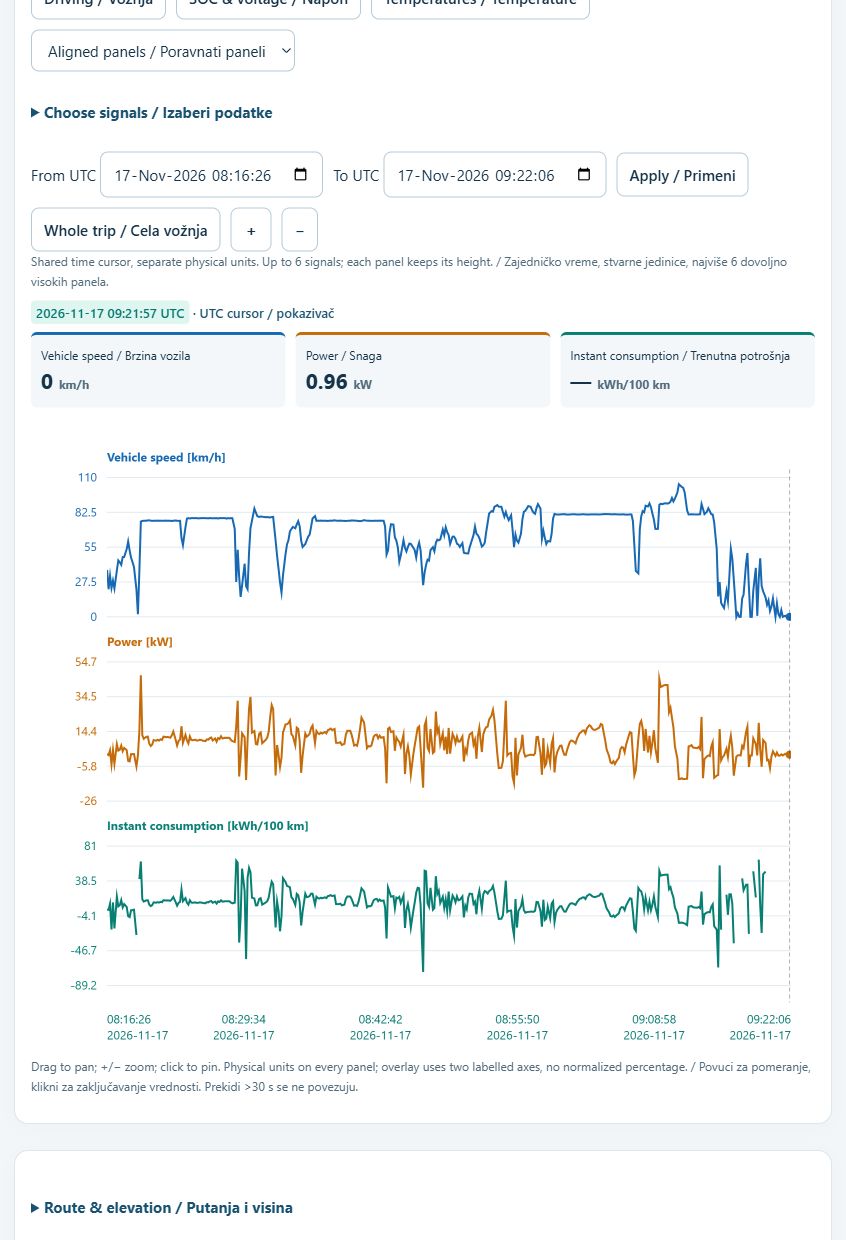 Driving / Vožnja SOC & voltage / Napon Temperatures / Temperature
Aligned panels / Poravnati paneli
Choose signals / Izaberi podatke
From UTC 17-Nov-2026 08:16:26 To UTC 17-Nov-2026 09:22:06 Apply / Primeni
Whole trip / Cela vožnja + −
Shared time cursor, separate physical units. Up to 6 signals; each panel keeps its height. / Zajedničko vreme, stvarne jedinice, najviše 6 dovoljno
visokih panela.
2026-11-17 09:21:57 UTC · UTC cursor / pokazivač
Vehicle speed / Brzina vozila Power / Snaga Instant consumption / Trenutna potrošnja
0 km/h 0.96 kW — kWh/100 km
Vehicle speed [km/h]
110
82.5
55
27.5
0
Power [kW]
54.7
34.5
14.4
-5.8
-26
Instant consumption [kWh/100 km]
81
38.5
-4.1
-46.7
-89.2
08:16:26 08:29:34 08:42:42 08:55:50 09:08:58 09:22:06
2026-11-17 2026-11-17 2026-11-17 2026-11-17 2026-11-17 2026-11-17
Drag to pan; +/− zoom; click to pin. Physical units on every panel; overlay uses two labelled axes, no normalized percentage. / Povuci za pomeranje,
klikni za zaključavanje vrednosti. Prekidi >30 s se ne povezuju.
Route & elevation / Putanja i visina